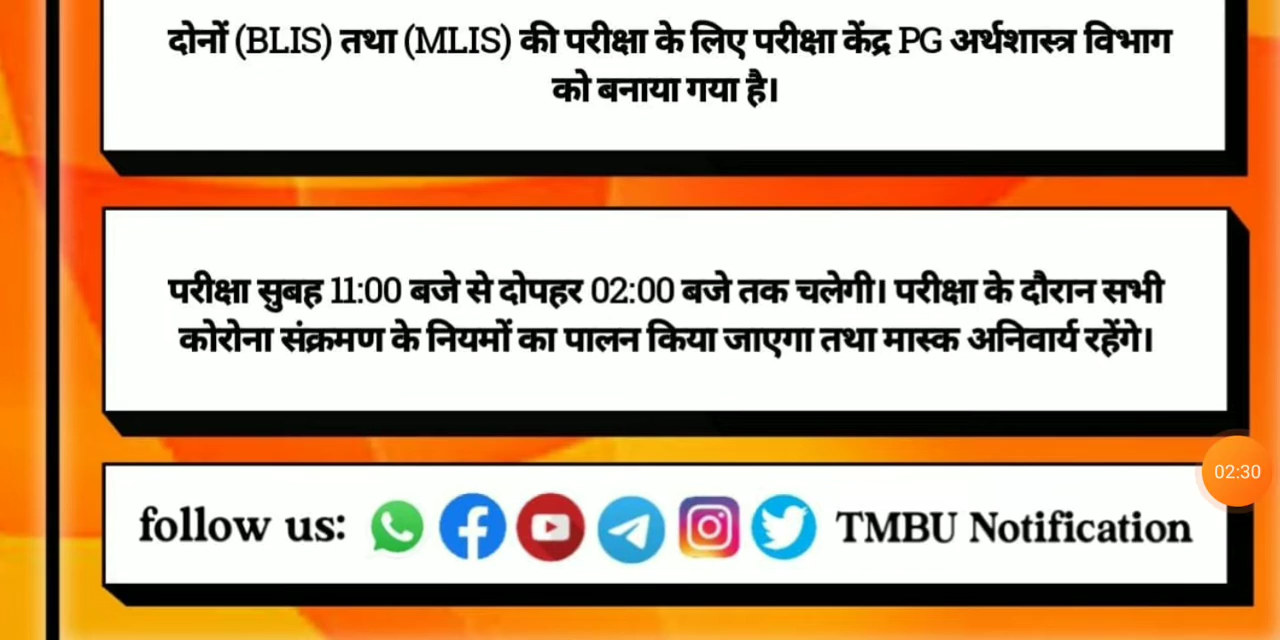 दोनों (BLIS) तथा (MLIS) की परीक्षा के लिए परीक्षा केंद्र PG अर्थशास्त्र विभाग
को बनाया गया है।
परीक्षा सुबह 11:00 बजे से दोपहर 02:00 बजे तक चलेगी। परीक्षा के दौरान सभी
कोरोना संक्रमण के नियमों का पालन किया जाएगा तथा मास्क अनिवार्य रहेंगे।
02:30
follow us: TMBU Notification